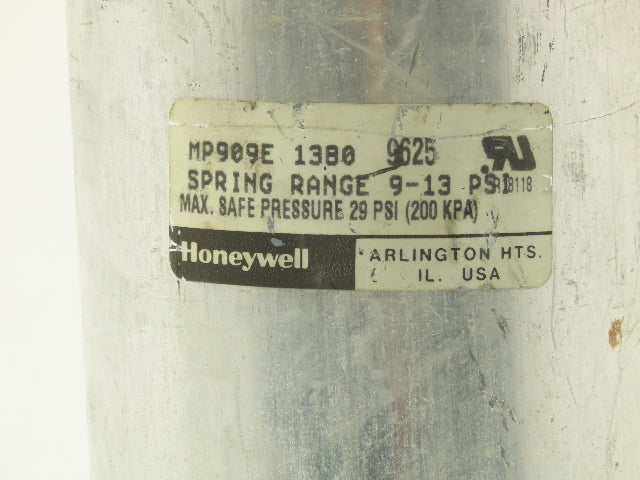 MP909E 1380 9625
SPRING RANGE 9-13 PSI
MAX. SAFE PRESSURE 29 PSI (200 KPA)
Honeywell
ARLINGTON HTS.
IL. USA